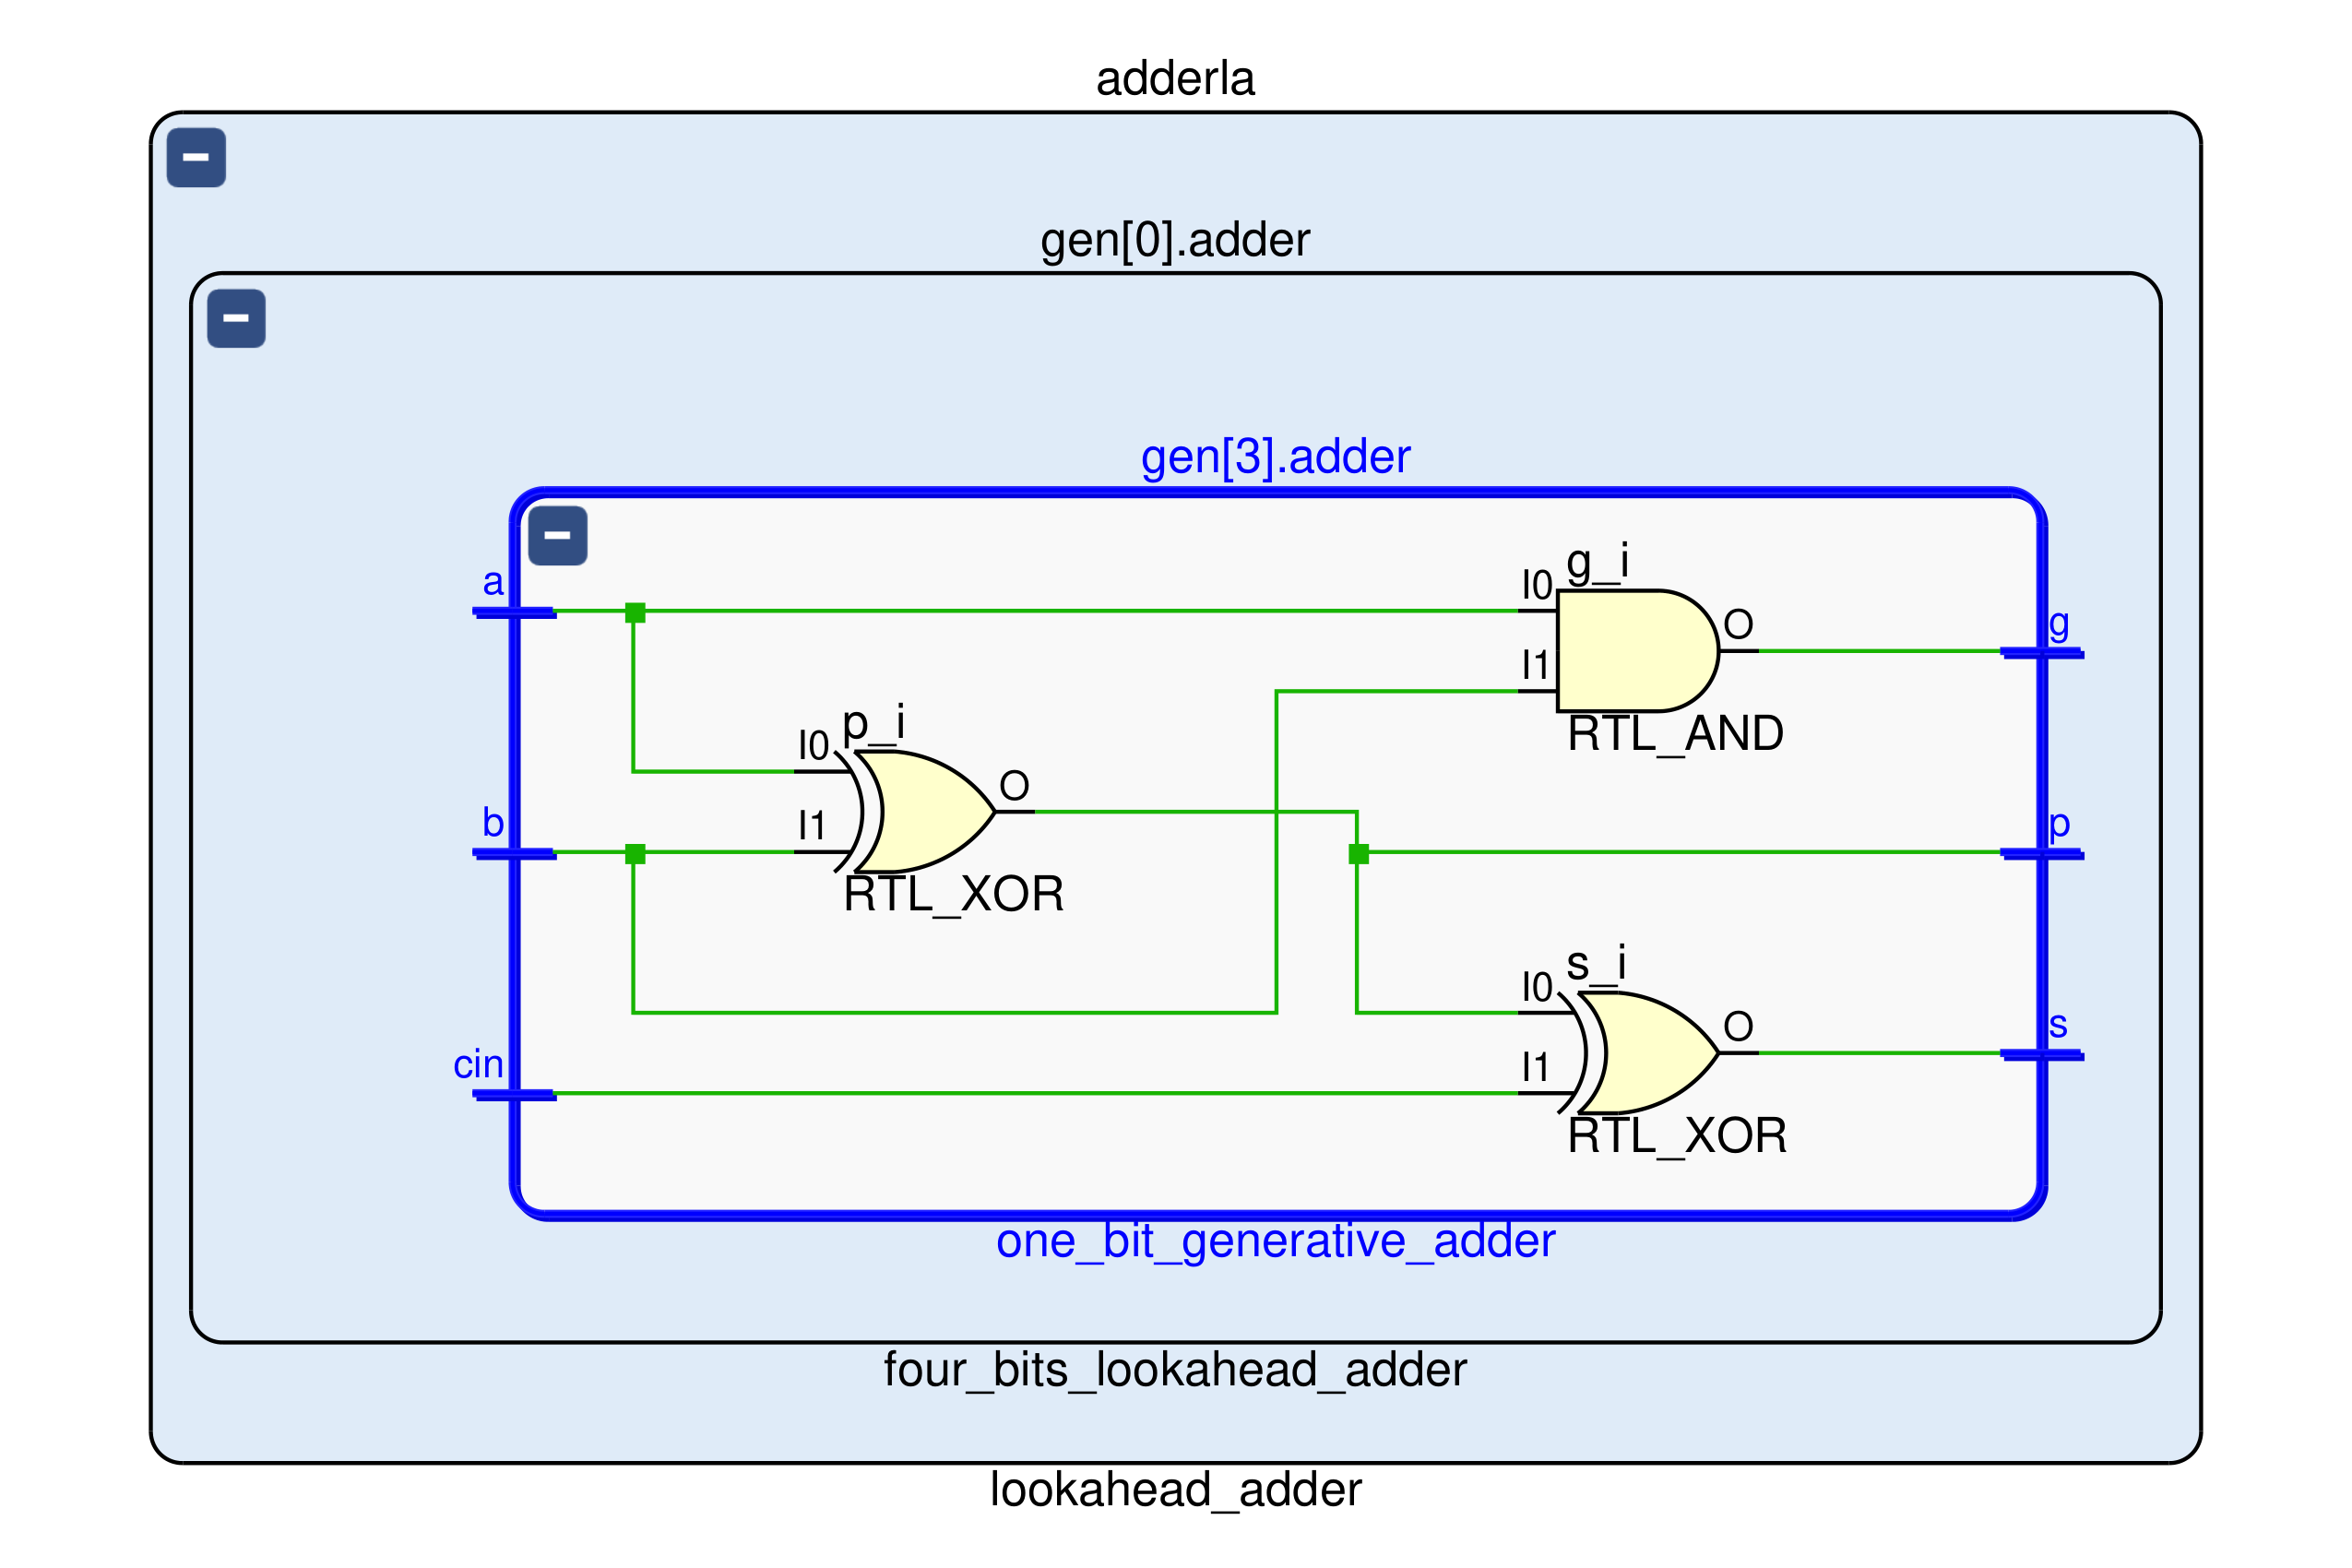 adderla
gen[0].adder
gen[3].adder
a
I0
g_i
O
g
I1
RTL_AND
I0
p_i
O
b
I1
p
RTL_XOR
I0
s_i
O
s
cin
I1
RTL_XOR
one_bit_generative_adder
four_bits_lookahead_adder
lookahead_adder